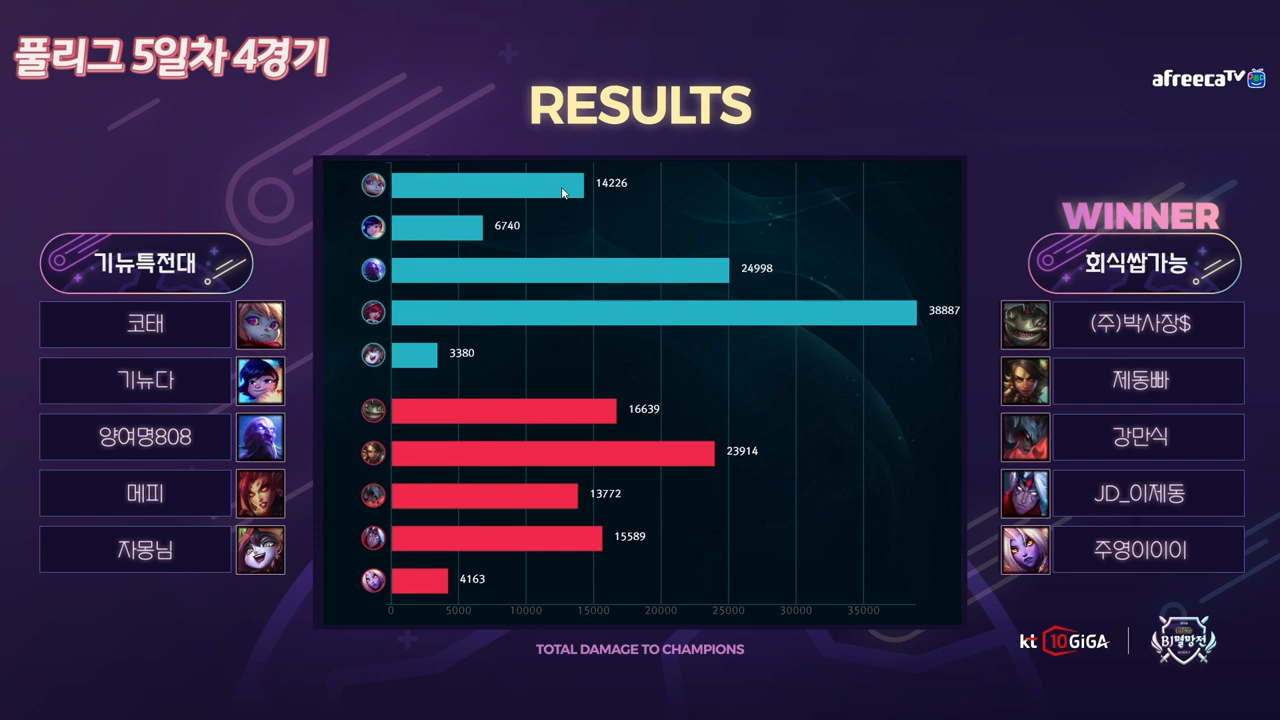 풀리그 5일차 4경기
afreecaTV
RESULTS
14226
6740
24998
38887
3380
16639
23914
13772
15589
4163
0 5000 10000 15000 20000 25000 30000 35000
TOTAL DAMAGE TO CHAMPIONS
기뉴특전대
코태
기뉴다
양여명808
메피
자몽님
WINNER
회식쌉가능
(주)박사장$
제동빠
강만식
JD_이제동
주영이이이
kt 10GiGA
BJ멸망전